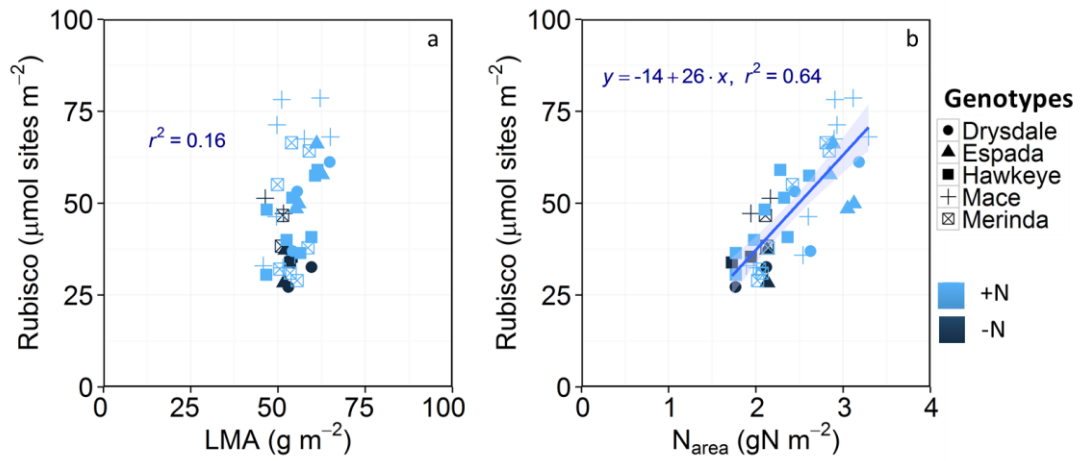 a
r² = 0.16
100
75
50
25
0
Rubisco (μmol sites m⁻²)
0 25 50 75 100
LMA (g m⁻²)
b
y = -14 + 26 · x, r² = 0.64
100
75
50
25
0
Rubisco (μmol sites m⁻²)
0 1 2 3 4
Narea (gN m⁻²)
Genotypes
Drysdale
Espada
Hawkeye
Mace
Merinda
+N
-N